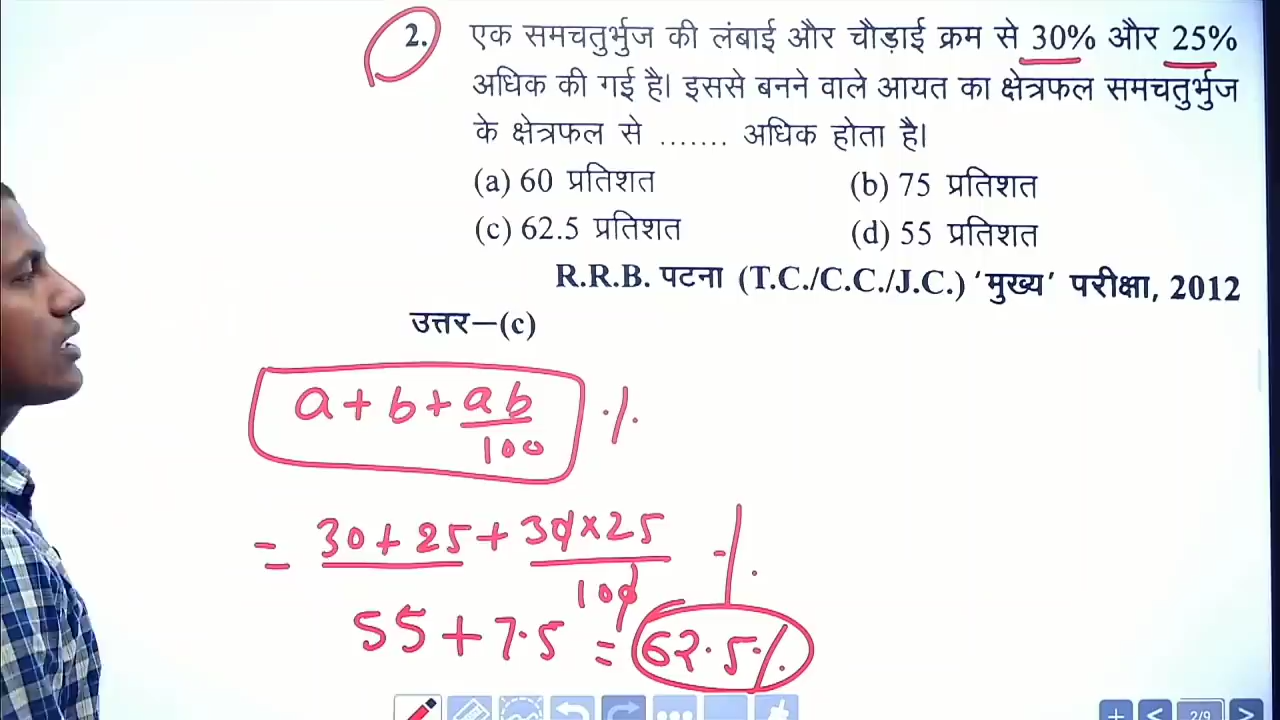 2. एक समचतुर्भुज की लंबाई और चौड़ाई क्रम से 30% और 25%
अधिक की गई है। इससे बनने वाले आयत का क्षेत्रफल समचतुर्भुज
के क्षेत्रफल से ....... अधिक होता है।
(a) 60 प्रतिशत (b) 75 प्रतिशत
(c) 62.5 प्रतिशत (d) 55 प्रतिशत
R.R.B. पटना (T.C./C.C./J.C.) ‘मुख्य’ परीक्षा, 2012
उत्तर—(c)
a + b + ab/100 %
= 30 + 25 + 30×25/100 %
55 + 7.5 = 62.5%
2/9